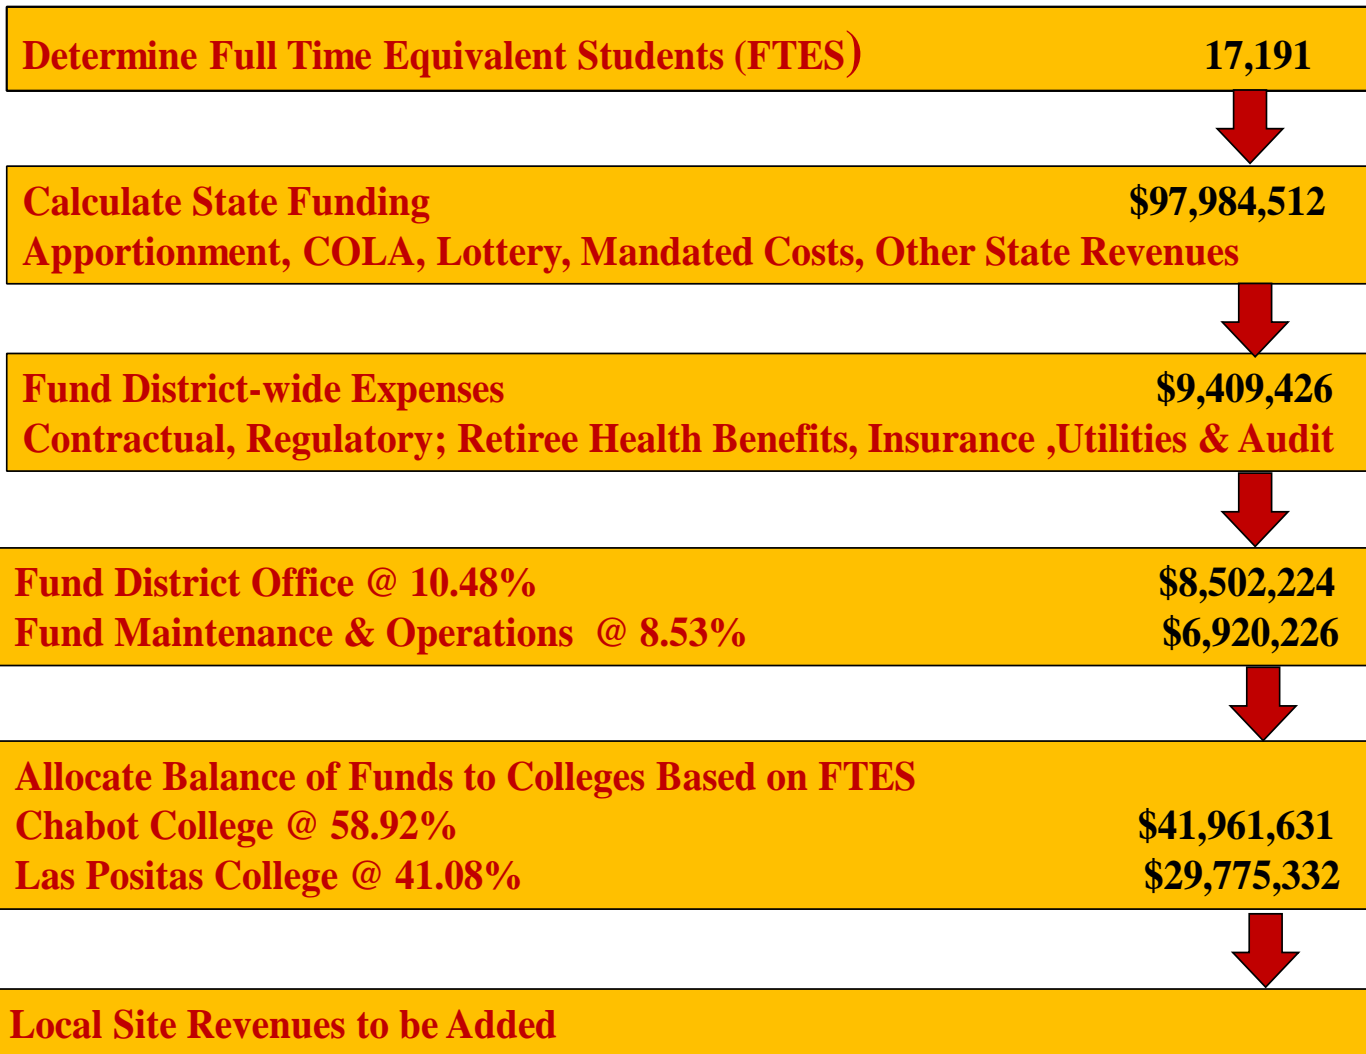 Determine Full Time Equivalent Students (FTES) 17,191
Calculate State Funding $97,984,512
Apportionment, COLA, Lottery, Mandated Costs, Other State Revenues
Fund District-wide Expenses $9,409,426
Contractual, Regulatory; Retiree Health Benefits, Insurance ,Utilities & Audit
Fund District Office @ 10.48% $8,502,224
Fund Maintenance & Operations @ 8.53% $6,920,226
Allocate Balance of Funds to Colleges Based on FTES
Chabot College @ 58.92% $41,961,631
Las Positas College @ 41.08% $29,775,332
Local Site Revenues to be Added